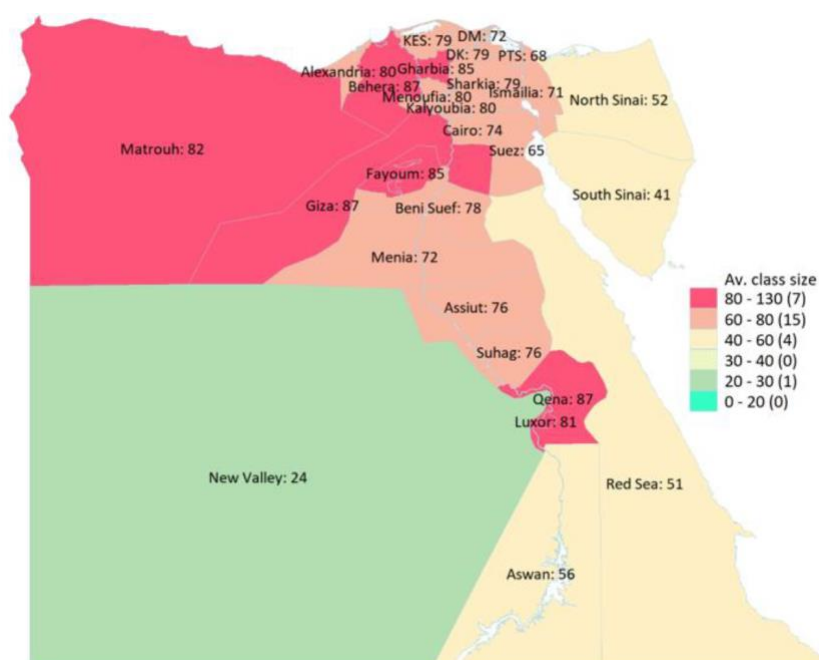 KES: 79
DM: 72
DK: 79
PTS: 68
Alexandria: 80
Gharbia: 85
Behera: 87
Sharkia: 79
Menoufia: 80
Ismailia: 71
Kalyoubia: 80
North Sinai: 52
Cairo: 74
Matrouh: 82
Suez: 65
Fayoum: 85
South Sinai: 41
Giza: 87
Beni Suef: 78
Menia: 72
Assiut: 76
Suhag: 76
Qena: 87
Luxor: 81
New Valley: 24
Red Sea: 51
Aswan: 56
Av. class size
80 - 130 (7)
60 - 80 (15)
40 - 60 (4)
30 - 40 (0)
20 - 30 (1)
0 - 20 (0)